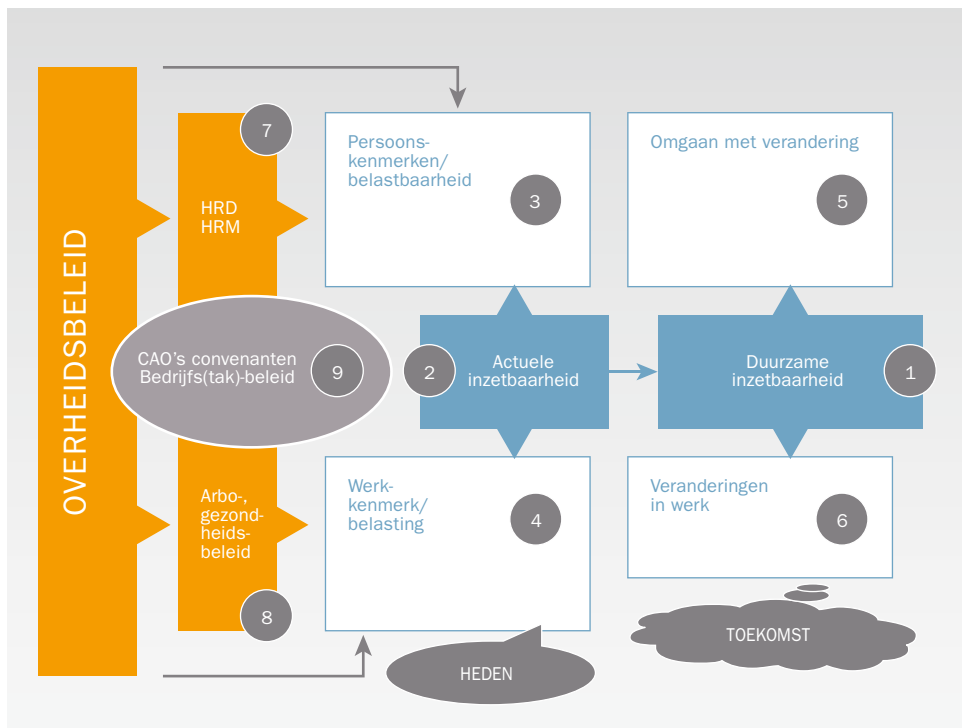 OVERHEIDSBELEID
7
HRD
HRM
CAO's convenanten
Bedrijfs(tak)-beleid
9
Arbo-,
gezond-
heids-
beleid
8
Persoons-
kenmerken/
belastbaarheid
3
2
Actuele
inzetbaarheid
Werk-
kenmerk/
belasting
4
HEDEN
Omgaan met verandering
5
Duurzame
inzetbaarheid
1
Veranderingen
in werk
6
TOEKOMST